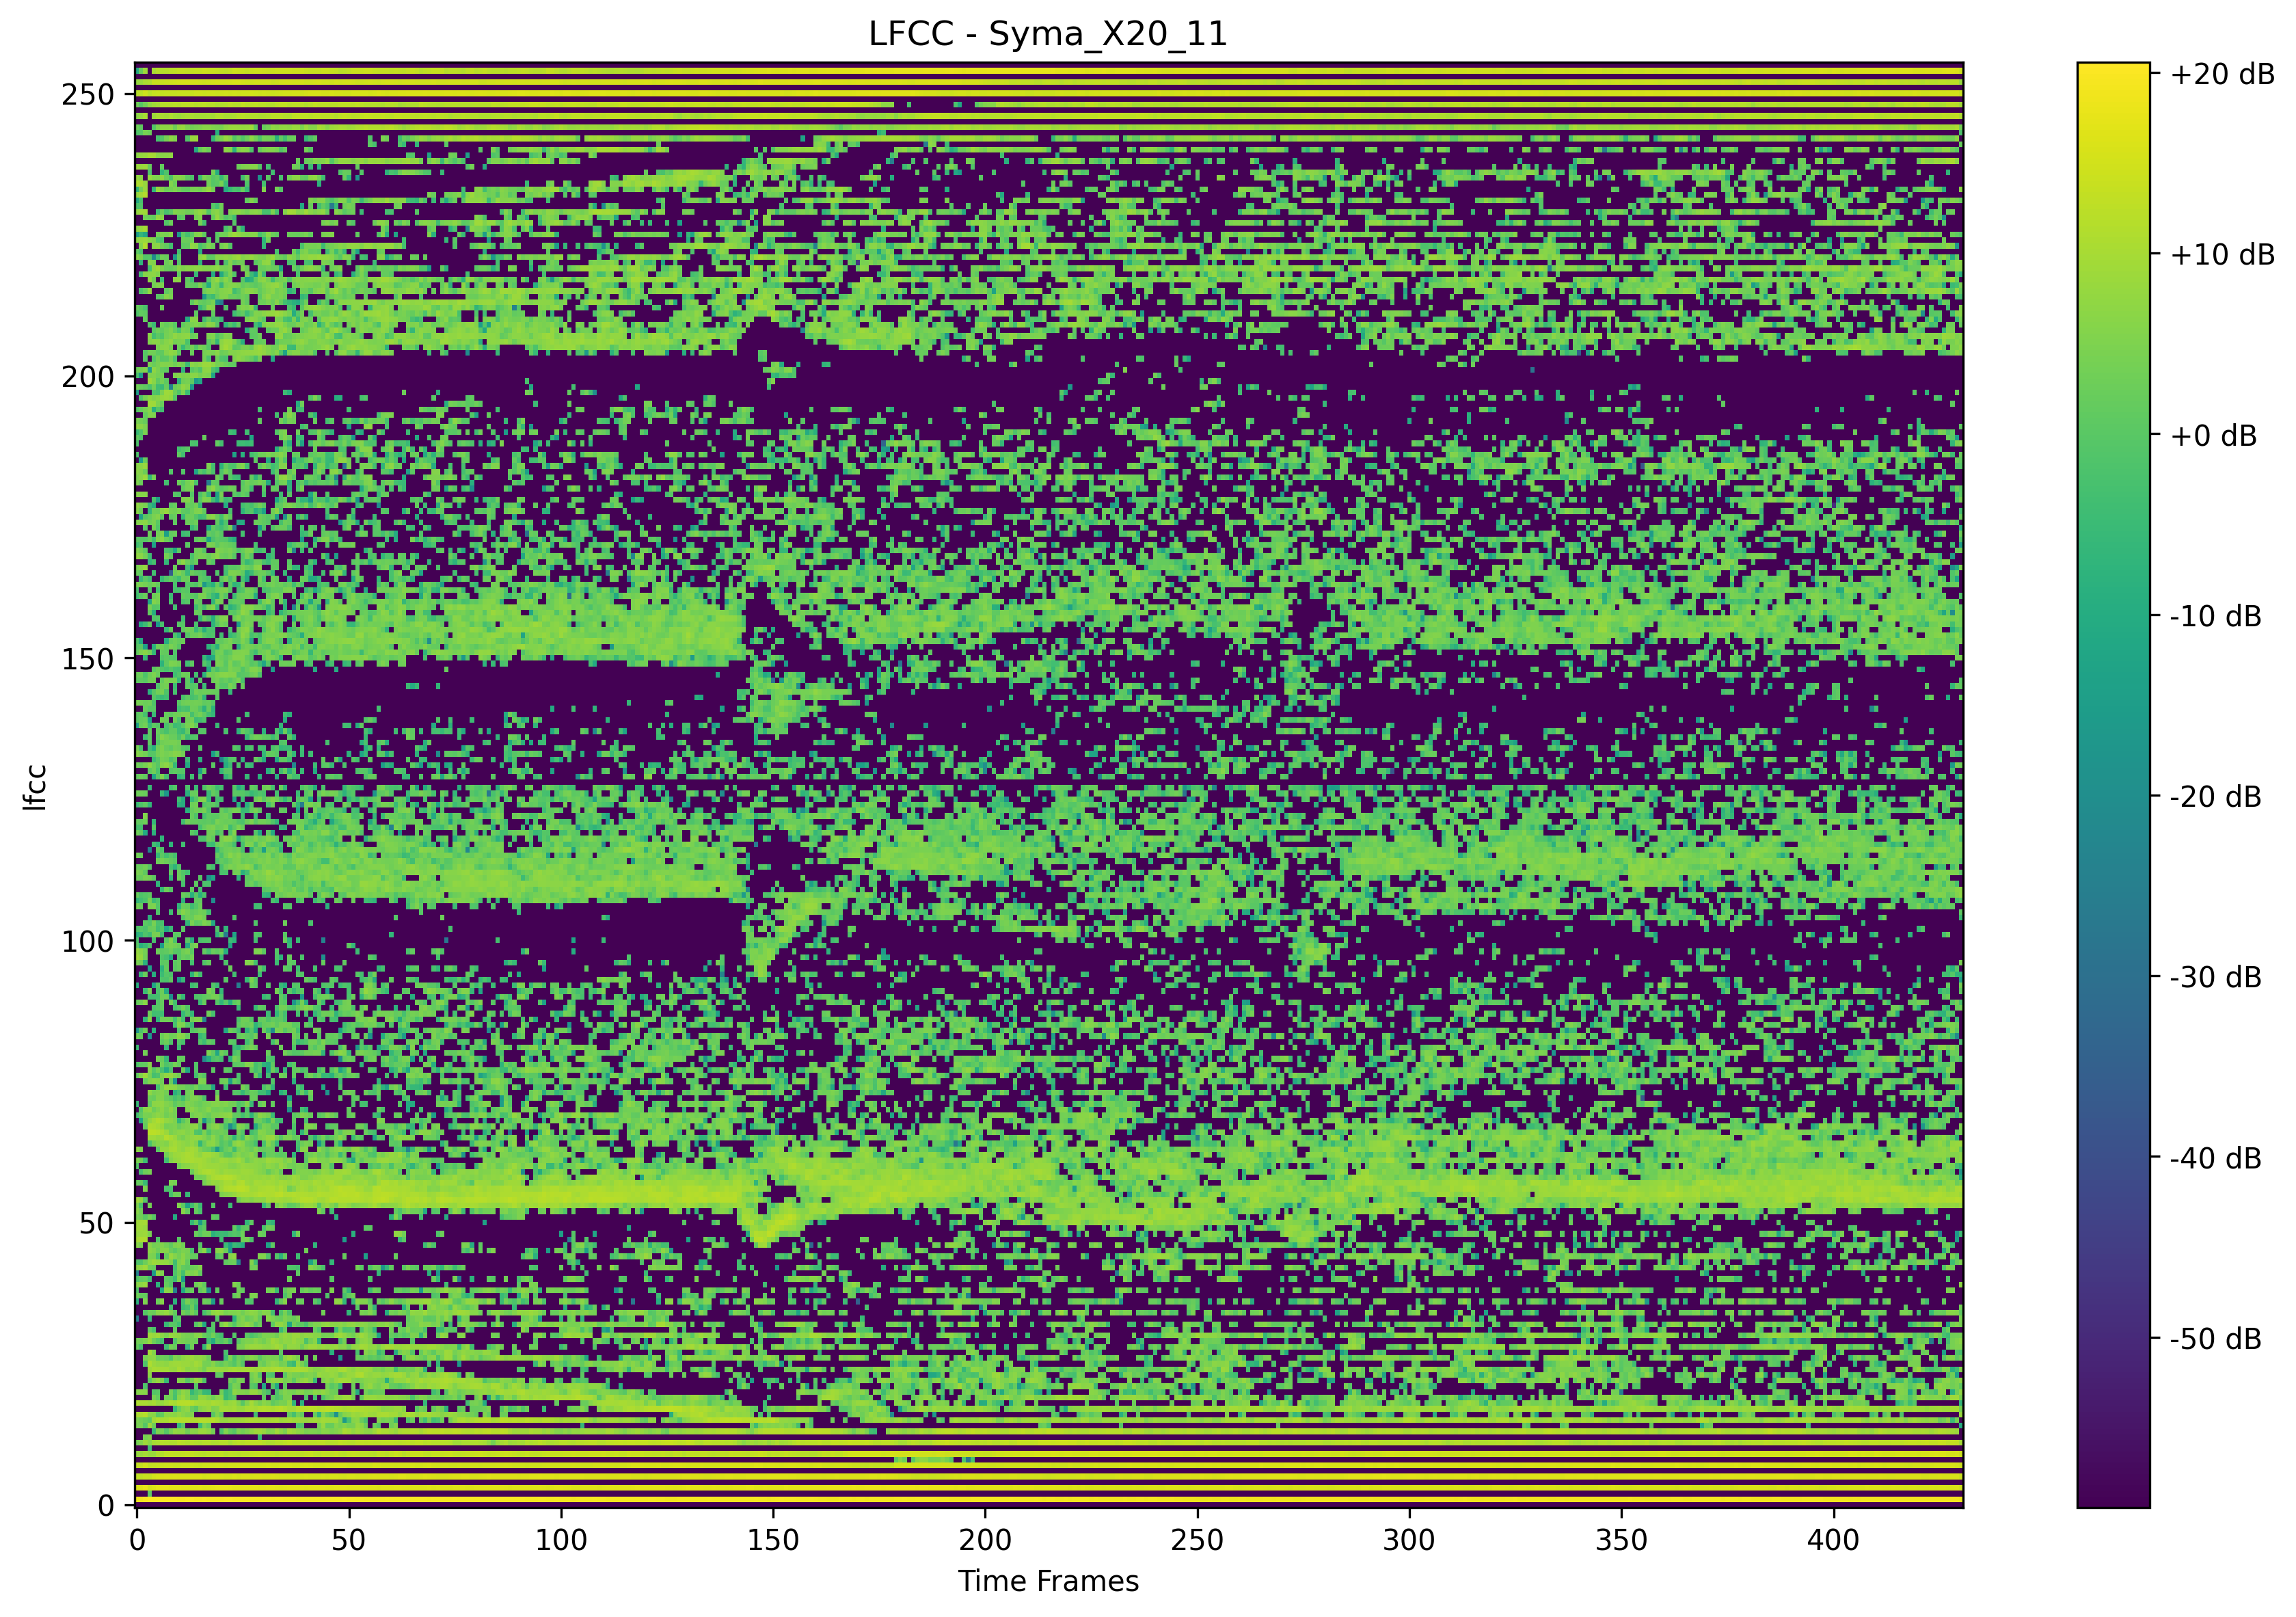 LFCC - Syma_X20_11
lfcc
250
200
150
100
50
0
0 50 100 150 200 250 300 350 400
Time Frames
+20 dB
+10 dB
+0 dB
-10 dB
-20 dB
-30 dB
-40 dB
-50 dB